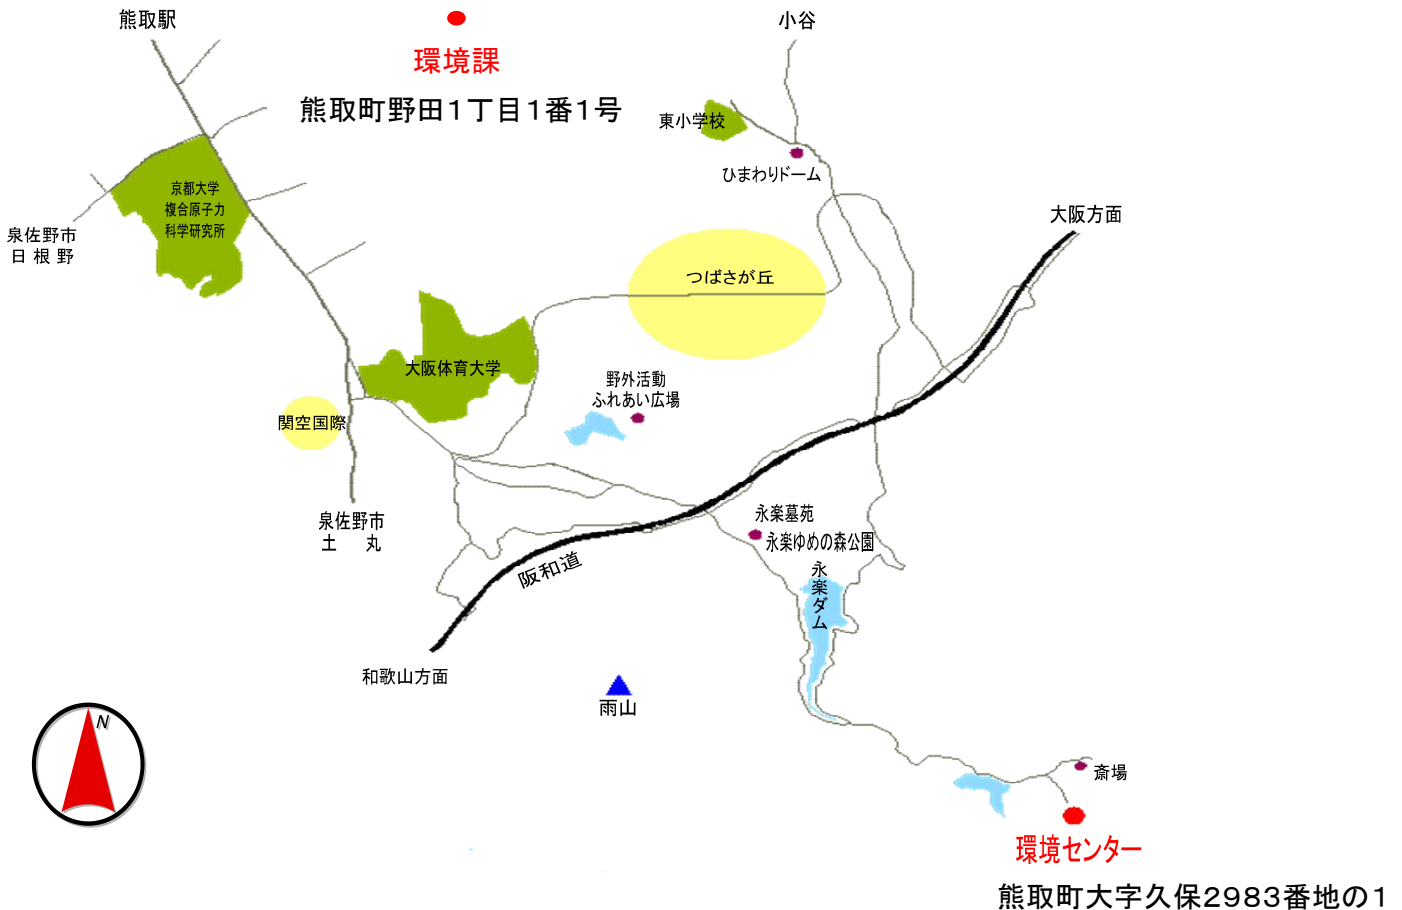 熊取駅
環境課
熊取町野田１丁目１番１号
小谷
東小学校
ひまわりドーム
京都大学
複合原子力
科学研究所
泉佐野市
日根野
大阪方面
つばさが丘
大阪体育大学
野外活動
ふれあい広場
関空国際
泉佐野市
土丸
永楽墓苑
永楽ゆめの森公園
永楽ダム
阪和道
和歌山方面
雨山
N
斎場
環境センター
熊取町大字久保２９８３番地の１